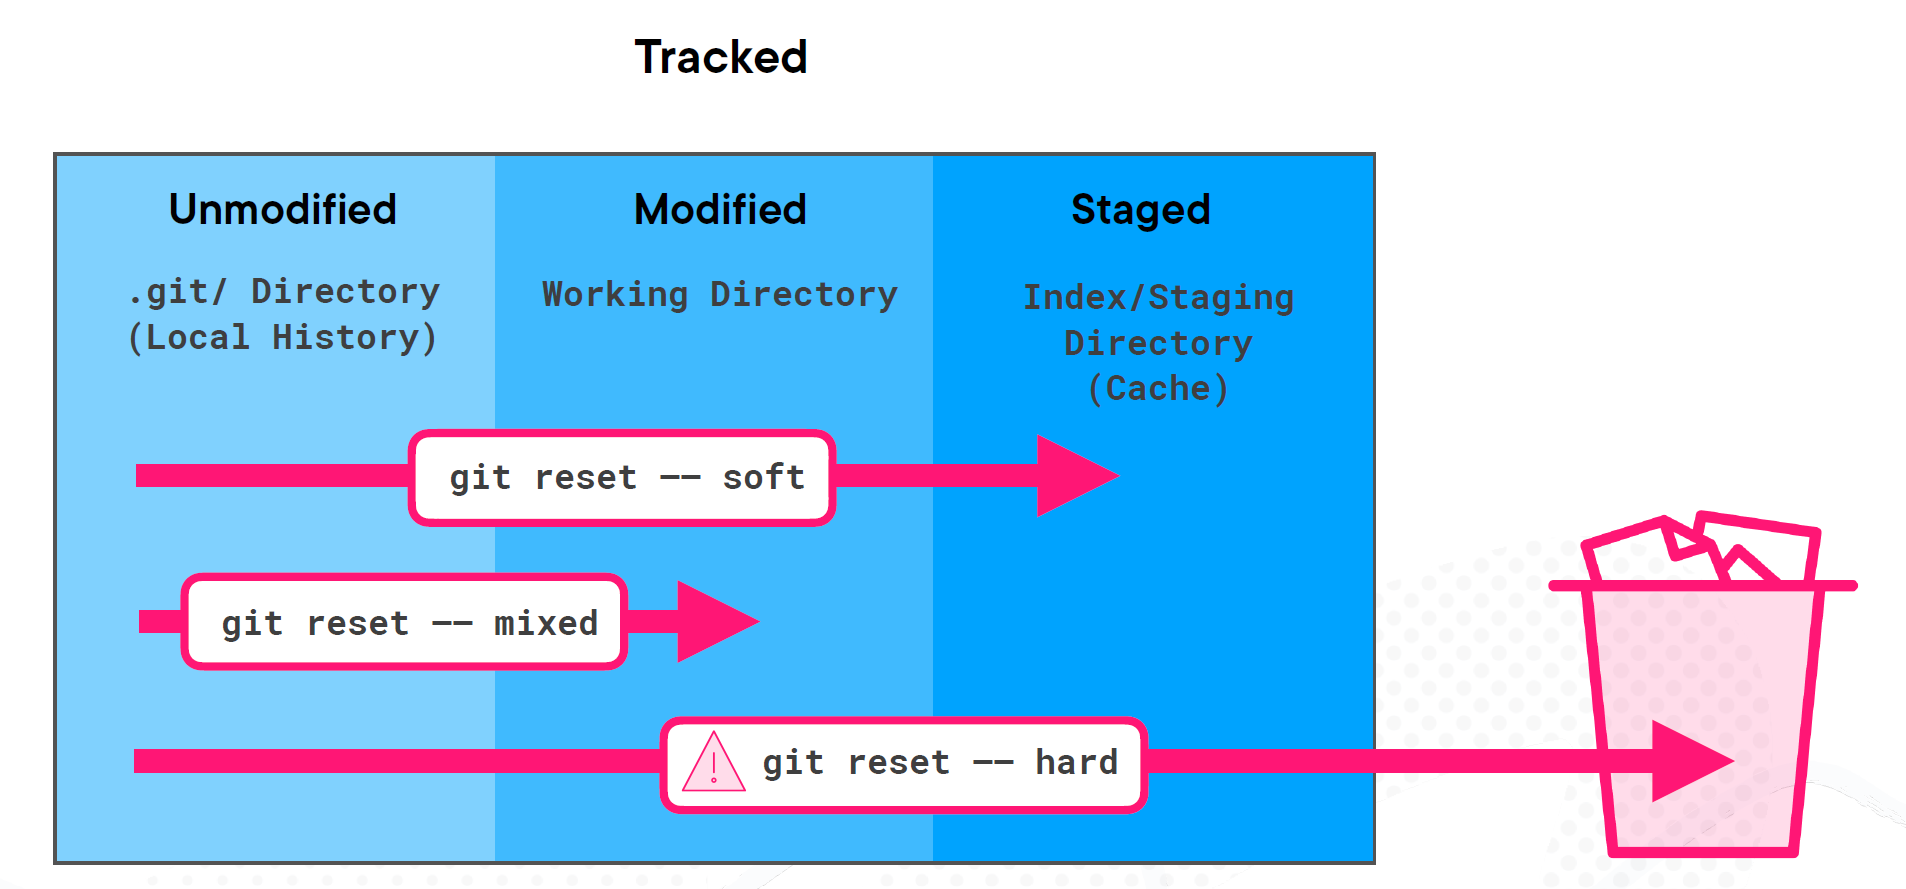 Tracked
Unmodified
.git/ Directory
(Local History)
Modified
Working Directory
Staged
Index/Staging
Directory
(Cache)
git reset —— soft
git reset —— mixed
git reset —— hard